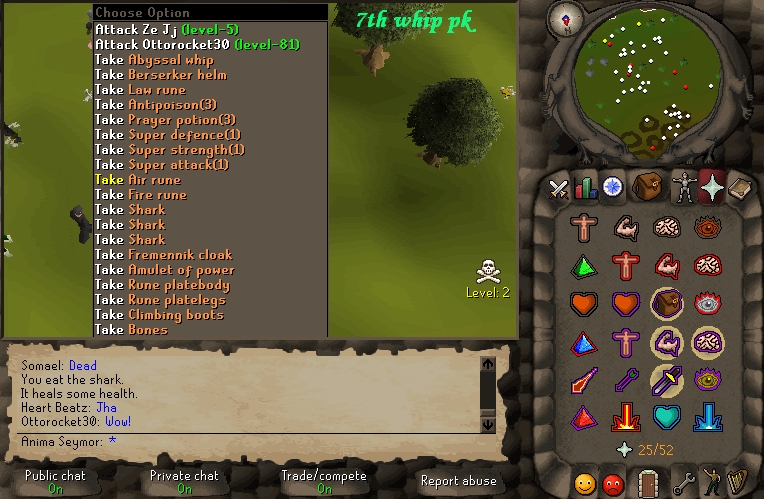 Choose Option
Attack Ze Jj (level-5)
Attack Ottorocket30 (level-81)
Take Abyssal whip
Take Berserker helm
Take Law rune
Take Antipoison(3)
Take Prayer potion(3)
Take Super defence(1)
Take Super strength(1)
Take Super attack(1)
Take Air rune
Take Fire rune
Take Shark
Take Shark
Take Shark
Take Fremennik cloak
Take Amulet of power
Take Rune platebody
Take Rune platelegs
Take Climbing boots
Take Bones
7th whip pk
Level: 2
Somael: Dead
You eat the shark.
It heals some health.
Heart Beatz: Jha
Ottorocket30: Wow!
Anima Seymor: *
25/52
Public chat
On
Private chat
On
Trade/compete
On
Report abuse